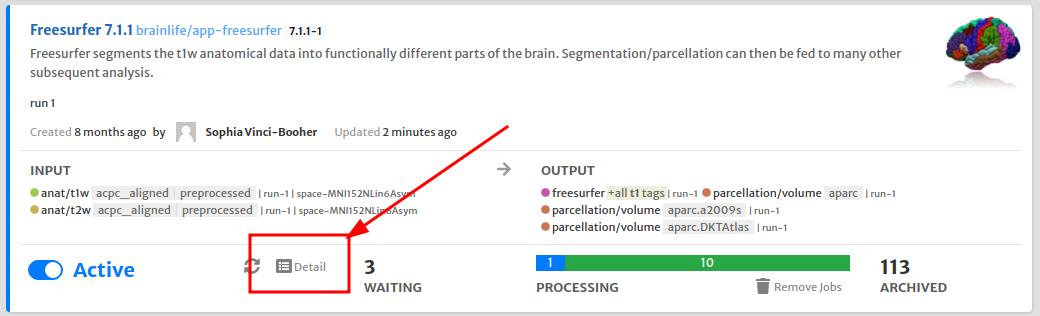 Freesurfer 7.1.1 brainlife/app-freesurfer 7.1.1-1
Freesurfer segments the t1w anatomical data into functionally different parts of the brain. Segmentation/parcellation can then be fed to many other
subsequent analysis.
run 1
Created 8 months ago by Sophia Vinci-Booher Updated 2 minutes ago
INPUT
anat/t1w acpc_aligned preprocessed | run-1 | space-MNI152NLin6Asym
anat/t2w acpc_aligned preprocessed | run-1 | space-MNI152NLin6Asym
OUTPUT
freesurfer +all t1 tags | run-1 parcellation/volume aparc | run-1
parcellation/volume aparc.a2009s | run-1
parcellation/volume aparc.DKTAtlas | run-1
Active
Detail
3
WAITING
1 10
PROCESSING
Remove Jobs
113
ARCHIVED